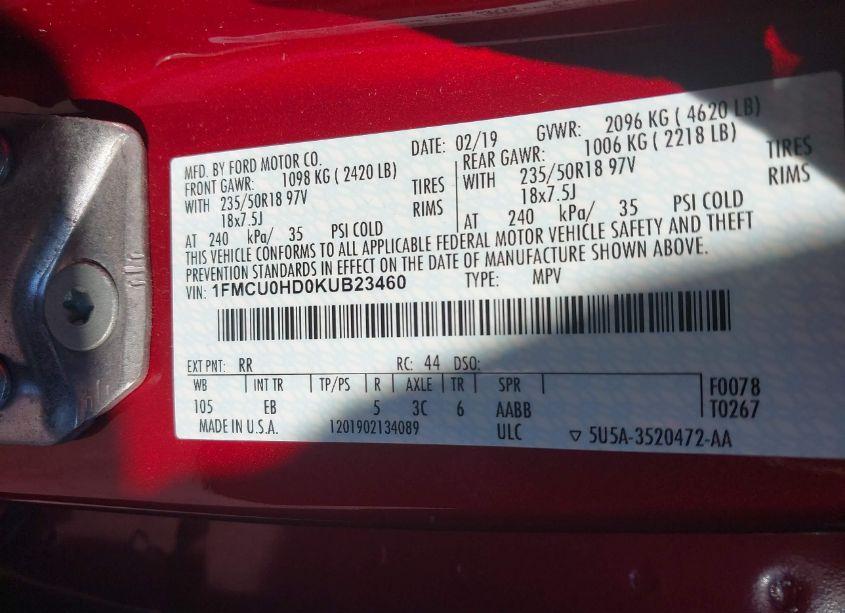 MFD. BY FORD MOTOR CO. DATE: 02/19 GVWR: 2096 KG ( 4620 LB)
FRONT GAWR: 1098 KG ( 2420 LB) REAR GAWR: 1006 KG ( 2218 LB)
WITH 235/50R18 97V TIRES WITH 235/50R18 97V TIRES
18x7.5J RIMS 18x7.5J RIMS
AT 240 kPa/ 35 PSI COLD AT 240 kPa/ 35 PSI COLD
THIS VEHICLE CONFORMS TO ALL APPLICABLE FEDERAL MOTOR VEHICLE SAFETY AND THEFT
PREVENTION STANDARDS IN EFFECT ON THE DATE OF MANUFACTURE SHOWN ABOVE.
VIN: 1FMCU0HD0KUB23460 TYPE: MPV
EXT PNT: RR RC: 44 DSO:
WB INT TR TP/PS R AXLE TR SPR F0078
105 EB 5 3C 6 AABB T0267
MADE IN U.S.A. 1201902134089 ULC ▽ 5U5A-3520472-AA